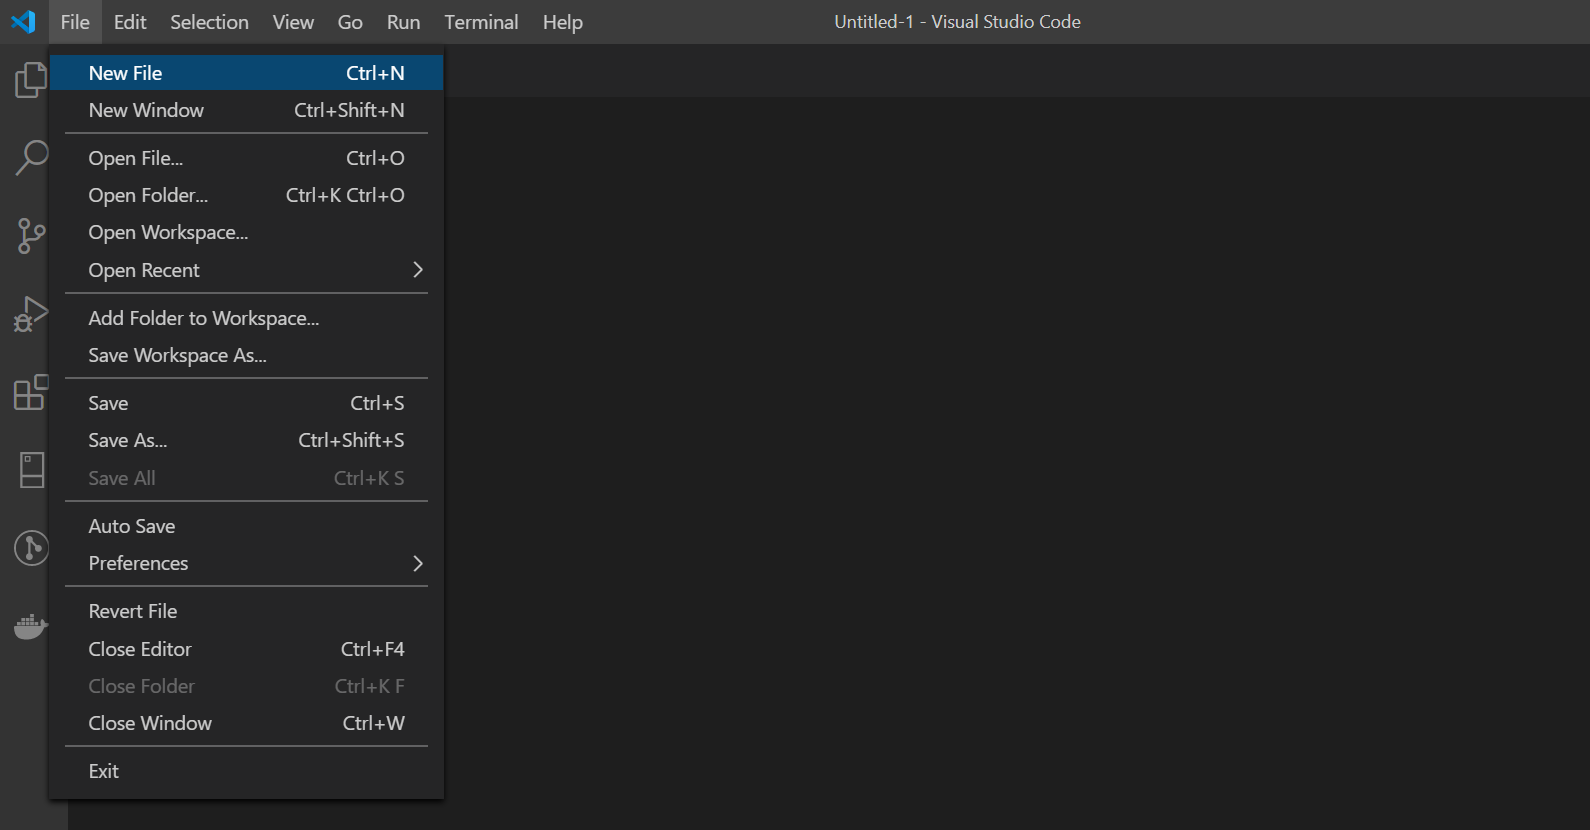 File Edit Selection View Go Run Terminal Help Untitled-1 - Visual Studio Code
New File Ctrl+N
New Window Ctrl+Shift+N
Open File... Ctrl+O
Open Folder... Ctrl+K Ctrl+O
Open Workspace...
Open Recent
Add Folder to Workspace...
Save Workspace As...
Save Ctrl+S
Save As... Ctrl+Shift+S
Save All Ctrl+K S
Auto Save
Preferences
Revert File
Close Editor Ctrl+F4
Close Folder Ctrl+K F
Close Window Ctrl+W
Exit